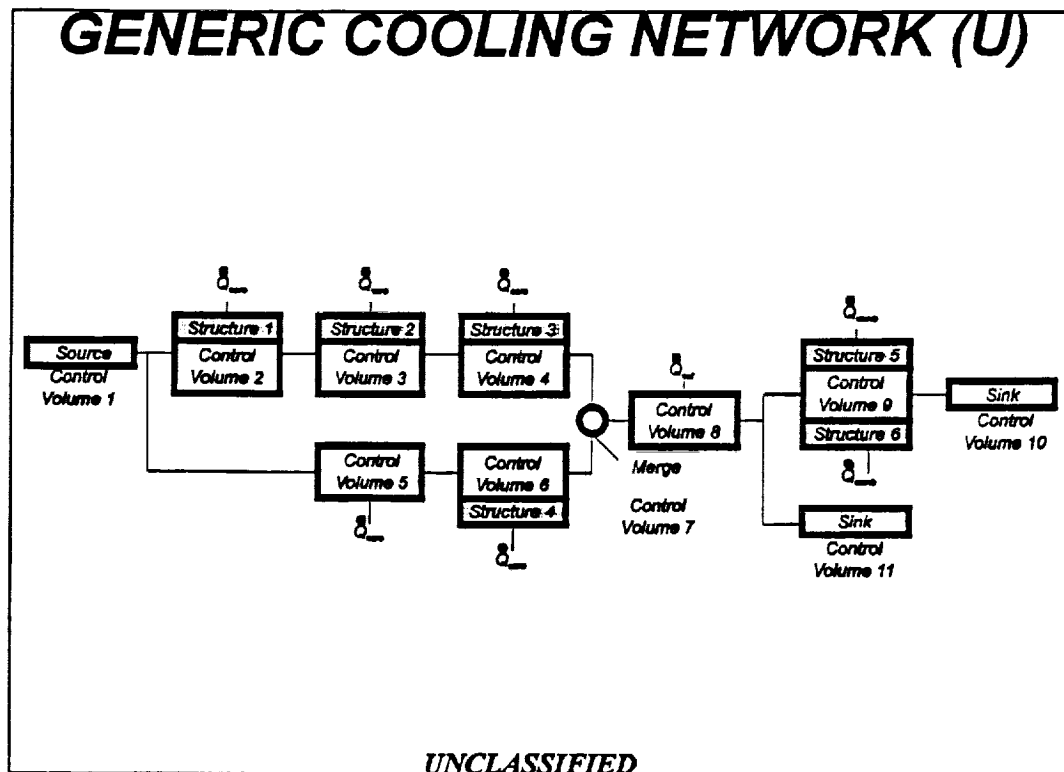 GENERIC COOLING NETWORK (U)
Source
Control
Volume 1
Q
Structure 1
Control
Volume 2
Q
Structure 2
Control
Volume 3
Q
Structure 3
Control
Volume 4
Control
Volume 5
Q
Control
Volume 6
Structure 4
Q
Merge
Control
Volume 7
Q
Control
Volume 8
Q
Structure 5
Control
Volume 9
Structure 6
Q
Sink
Control
Volume 10
Sink
Control
Volume 11
UNCLASSIFIED